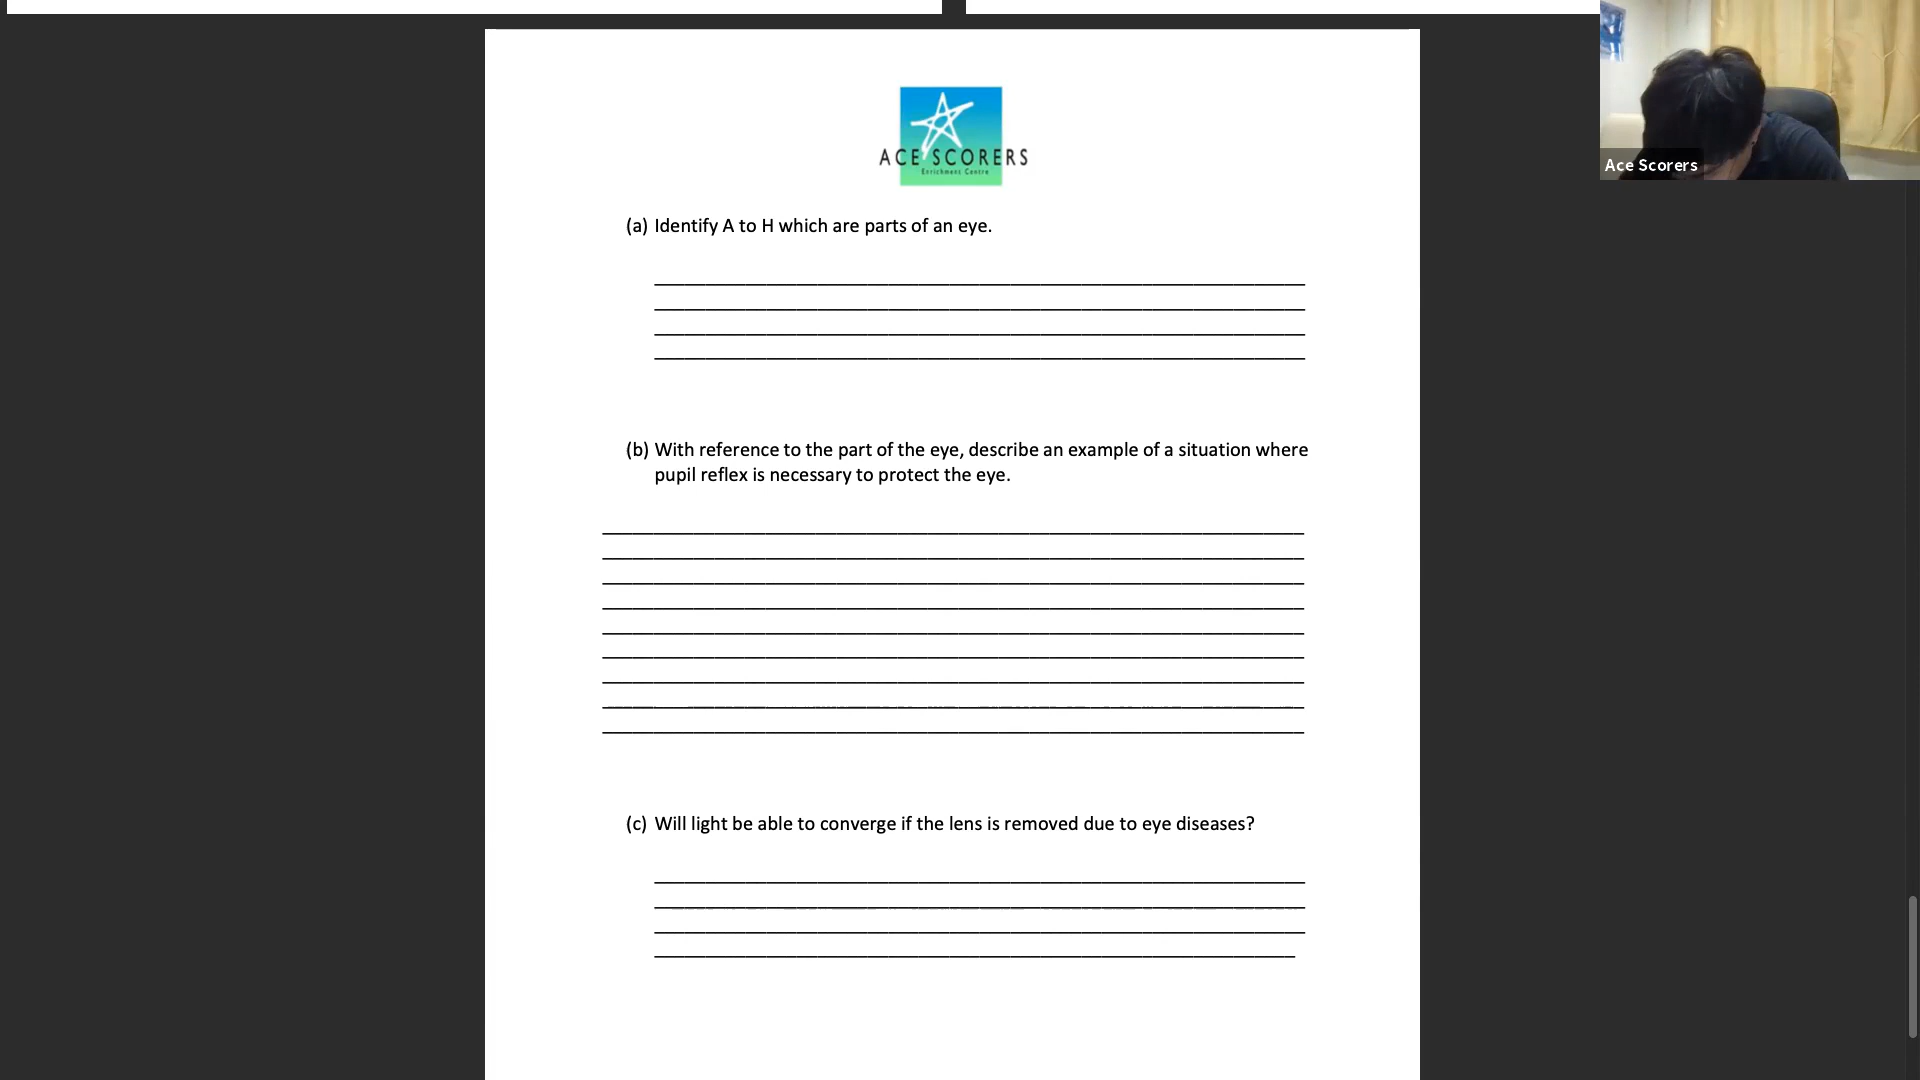 ACE SCORERS
Enrichment Centre
Ace Scorers
(a) Identify A to H which are parts of an eye.
(b) With reference to the part of the eye, describe an example of a situation where
pupil reflex is necessary to protect the eye.
(c) Will light be able to converge if the lens is removed due to eye diseases?